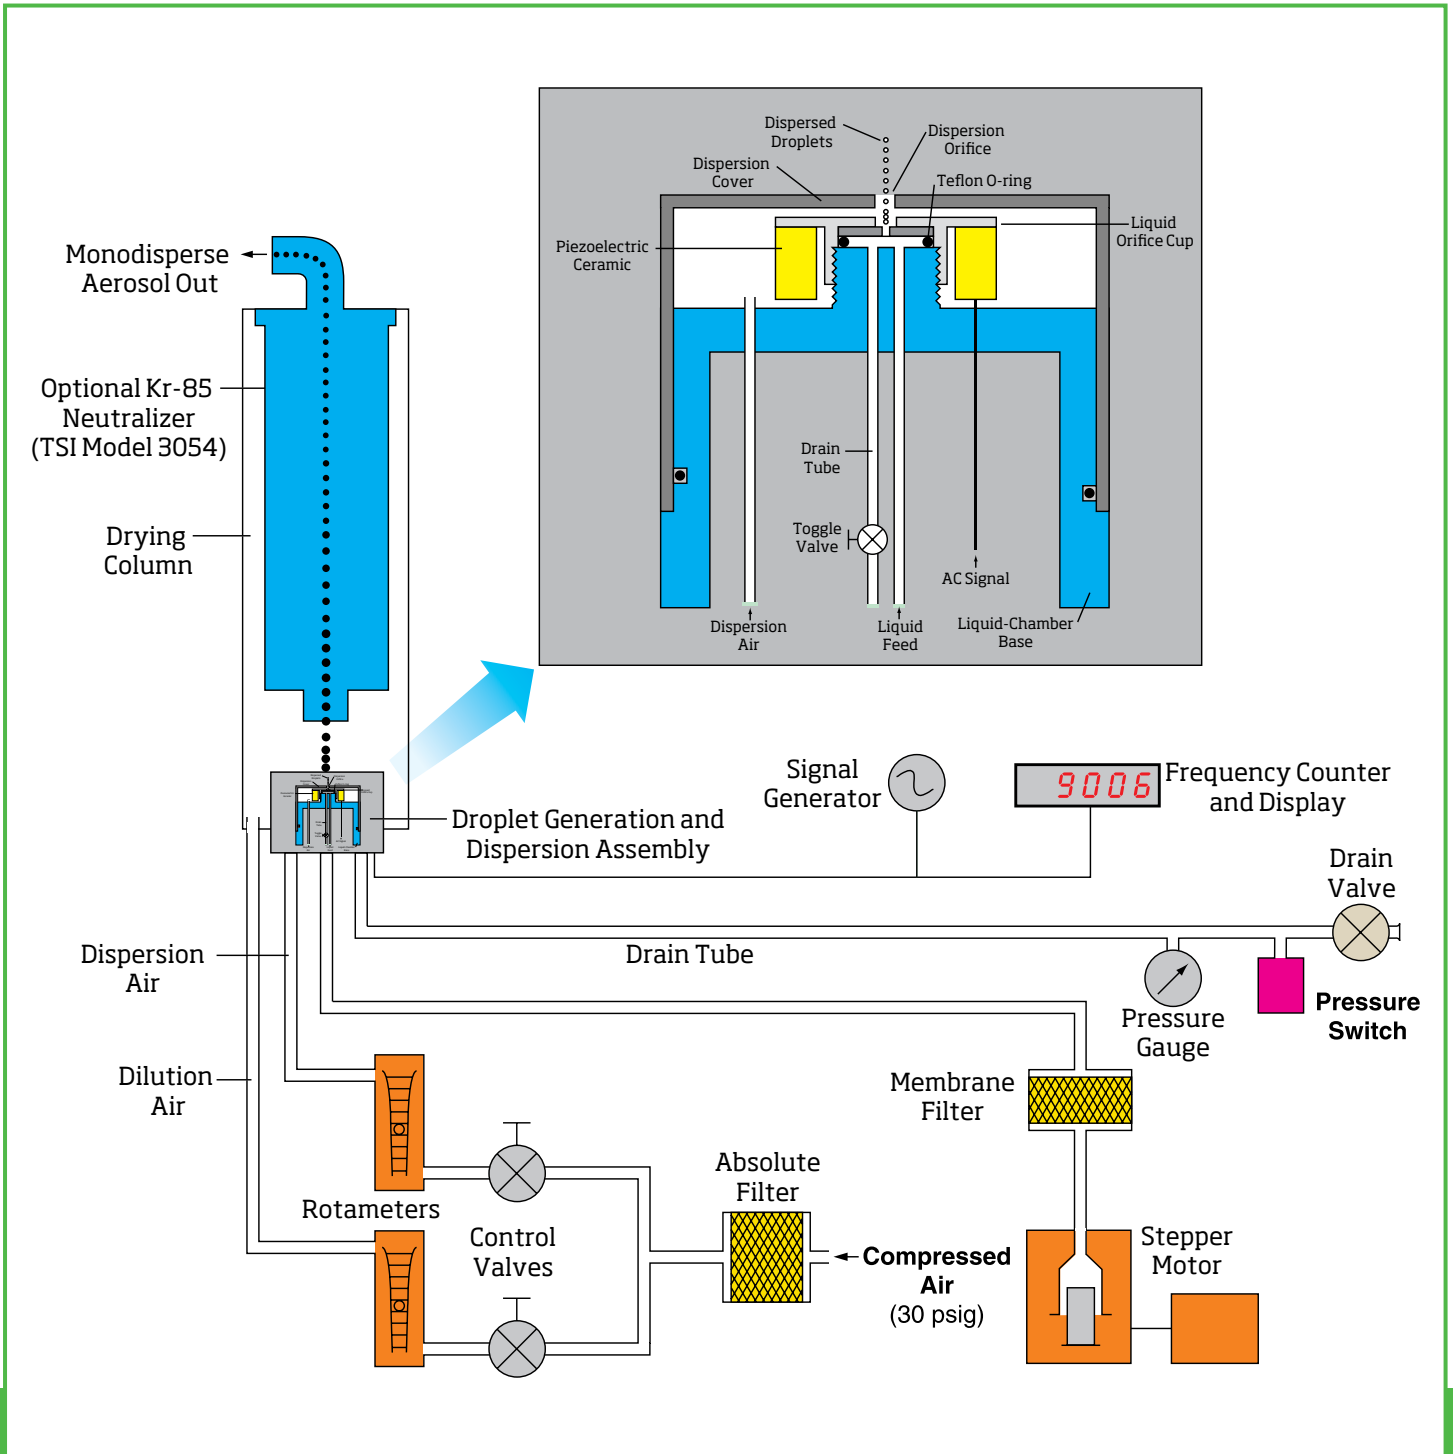 Dispersed
Droplets
Dispersion
Orifice
Dispersion
Cover
Teflon O-ring
Liquid
Orifice Cup
Piezoelectric
Ceramic
Monodisperse
Aerosol Out
Optional Kr-85
Neutralizer
(TSI Model 3054)
Drain
Tube
Drying
Column
Toggle
Valve
AC Signal
Dispersion
Air
Liquid
Feed
Liquid-Chamber
Base
Signal
Generator
9006
Frequency Counter
and Display
Droplet Generation and
Dispersion Assembly
Drain
Valve
Dispersion
Air
Drain Tube
Pressure
Gauge
Pressure
Switch
Dilution
Air
Membrane
Filter
Absolute
Filter
Rotameters
Control
Valves
Compressed
Air
(30 psig)
Stepper
Motor